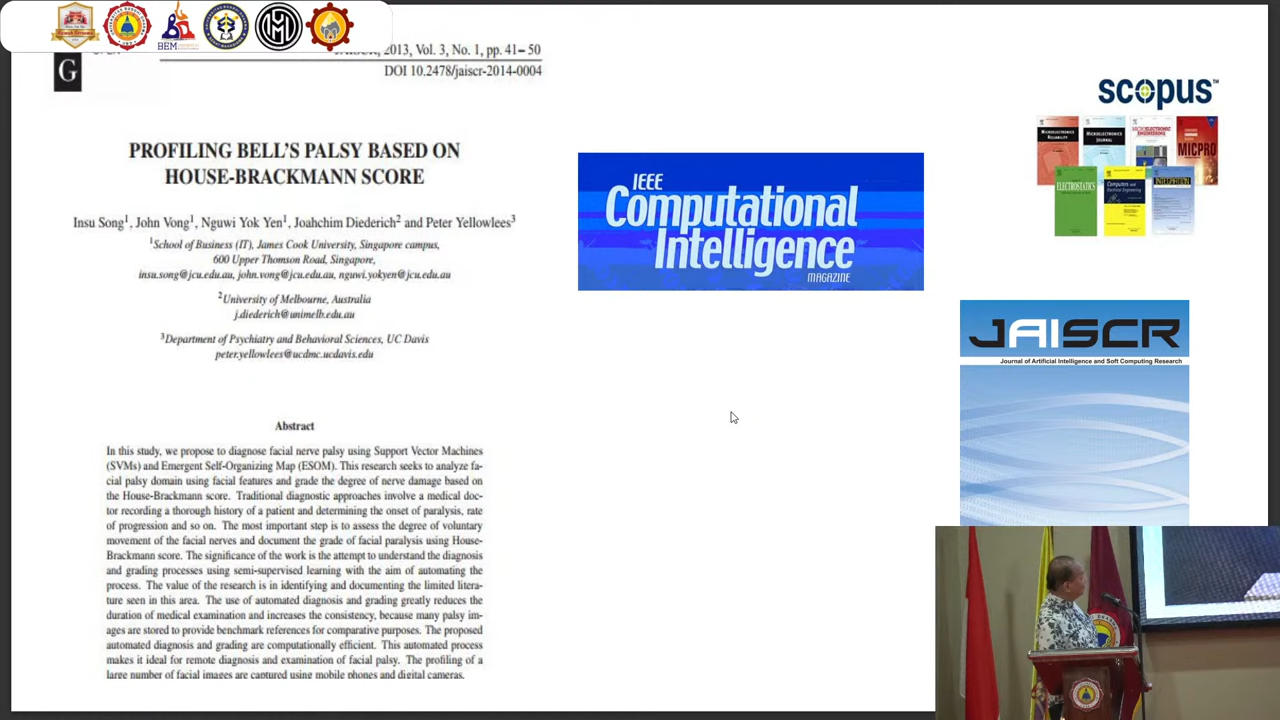 BEM
G
JAISCR, 2013, Vol. 3, No. 1, pp. 41– 50
DOI 10.2478/jaiscr-2014-0004
PROFILING BELL'S PALSY BASED ON
HOUSE-BRACKMANN SCORE
Insu Song1, John Vong1, Nguwi Yok Yen1, Joahchim Diederich2 and Peter Yellowlees3
1School of Business (IT), James Cook University, Singapore campus,
600 Upper Thomson Road, Singapore,
insu.song@jcu.edu.au, john.vong@jcu.edu.au, nguwi.yokyen@jcu.edu.au
2University of Melbourne, Australia
j.diederich@unimelb.edu.au
3Department of Psychiatry and Behavioral Sciences, UC Davis
peter.yellowlees@ucdmc.ucdavis.edu
Abstract
In this study, we propose to diagnose facial nerve palsy using Support Vector Machines
(SVMs) and Emergent Self-Organizing Map (ESOM). This research seeks to analyze fa-
cial palsy domain using facial features and grade the degree of nerve damage based on
the House-Brackmann score. Traditional diagnostic approaches involve a medical doc-
tor recording a thorough history of a patient and determining the onset of paralysis, rate
of progression and so on. The most important step is to assess the degree of voluntary
movement of the facial nerves and document the grade of facial paralysis using House-
Brackmann score. The significance of the work is the attempt to understand the diagnosis
and grading processes using semi-supervised learning with the aim of automating the
process. The value of the research is in identifying and documenting the limited litera-
ture seen in this area. The use of automated diagnosis and grading greatly reduces the
duration of medical examination and increases the consistency, because many palsy im-
ages are stored to provide benchmark references for comparative purposes. The proposed
automated diagnosis and grading are computationally efficient. This automated process
makes it ideal for remote diagnosis and examination of facial palsy. The profiling of a
large number of facial images are captured using mobile phones and digital cameras.
IEEE
Computational
Intelligence
MAGAZINE
scopus™
MICROELECTRONICS
RELIABILITY
MICROELECTRONICS
JOURNAL
MICROELECTRONIC
ENGINEERING
MICPRO
ELECTROSTATICS
Computers and
Electrical Engineering
INTEGRATION
JAISCR
Journal of Artificial Intelligence and Soft Computing Research